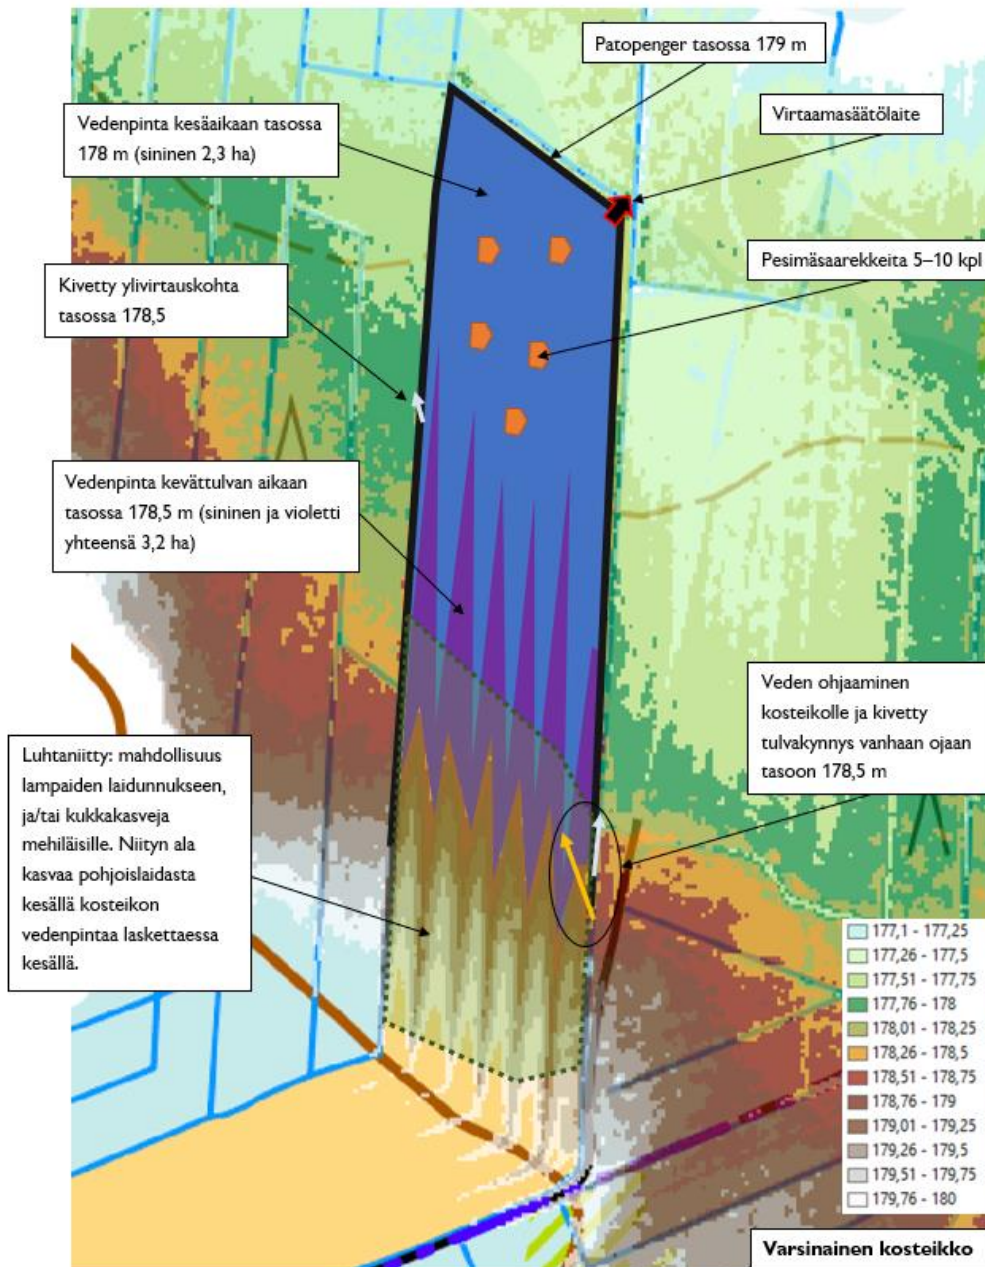 Patopenger tasossa 179 m
Vedenpinta kesäaikaan tasossa
178 m (sininen 2,3 ha)
Virtaamasäätölaite
Pesimäsaarekkeita 5–10 kpl
Kivetty ylivirtauskohta
tasossa 178,5
Vedenpinta kevättulvan aikaan
tasossa 178,5 m (sininen ja violetti
yhteensä 3,2 ha)
Veden ohjaaminen
kosteikolle ja kivetty
tulvakynnys vanhaan ojaan
tasoon 178,5 m
Luhtaniitty: mahdollisuus
lampaiden laidunnukseen,
ja/tai kukkakasveja
mehiläisille. Niityn ala
kasvaa pohjoislaidasta
kesällä kosteikon
vedenpintaa laskettaessa
kesällä.
177,1 - 177,25
177,26 - 177,5
177,51 - 177,75
177,76 - 178
178,01 - 178,25
178,26 - 178,5
178,51 - 178,75
178,76 - 179
179,01 - 179,25
179,26 - 179,5
179,51 - 179,75
179,76 - 180
Varsinainen kosteikko